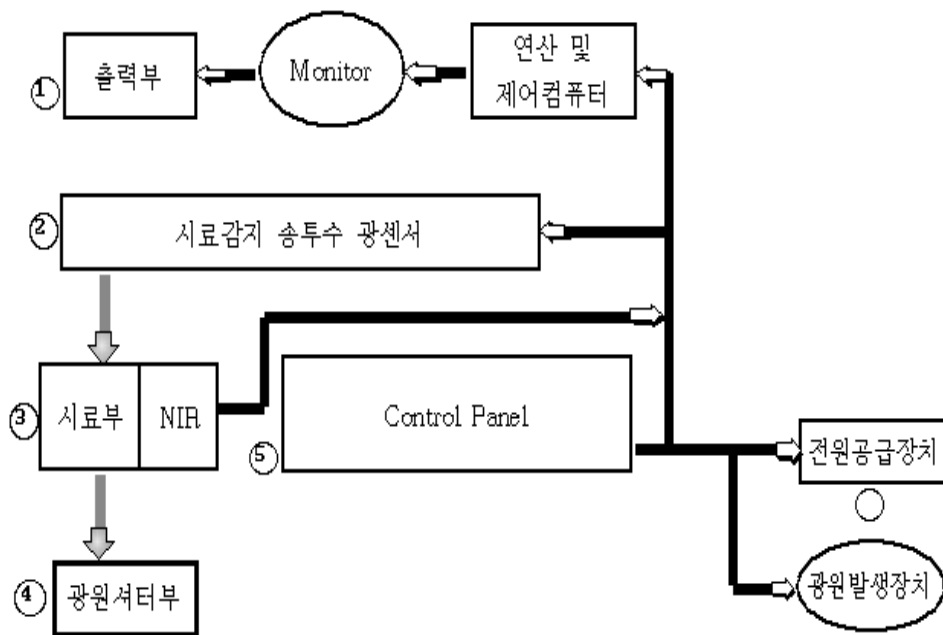 ① 출력부
Monitor
연산 및
제어컴퓨터
② 시료감지 송투수 광센서
③ 시료부
NIR
⑤ Control Panel
전원공급장치
④ 광원셔터부
광원발생장치